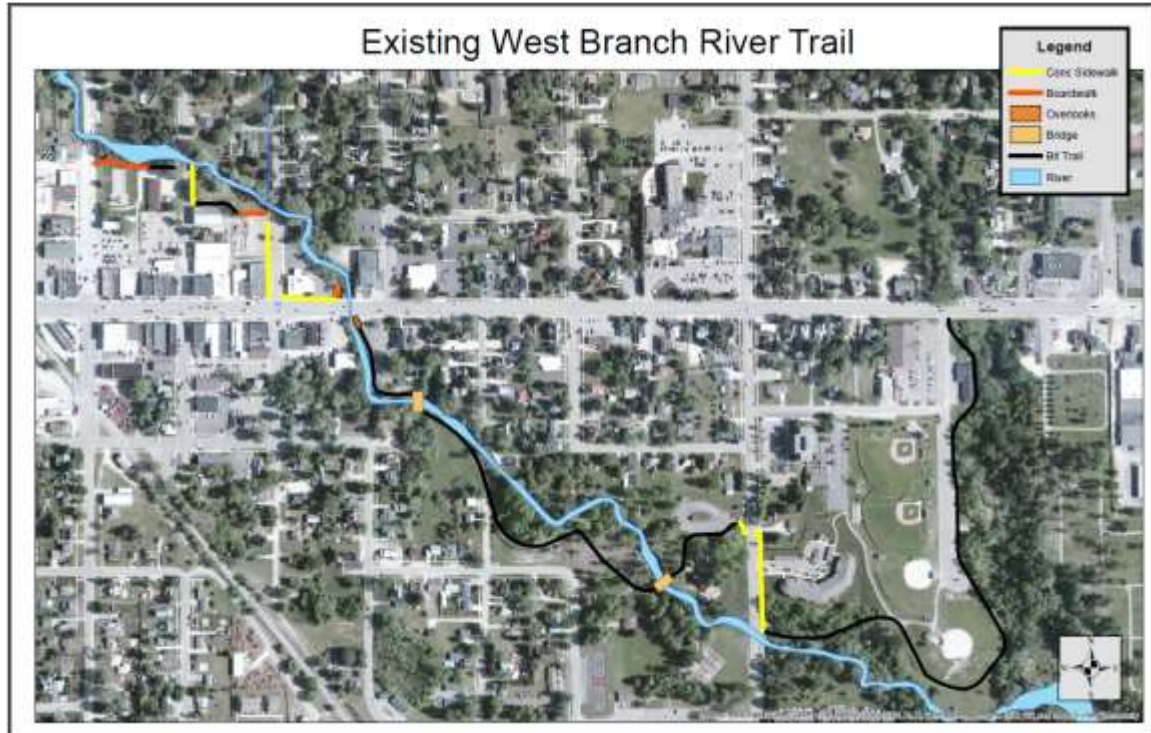 Existing West Branch River Trail
Legend
Conc Sidewalk
Boardwalk
Overlooks
Bridge
Bit Trail
River